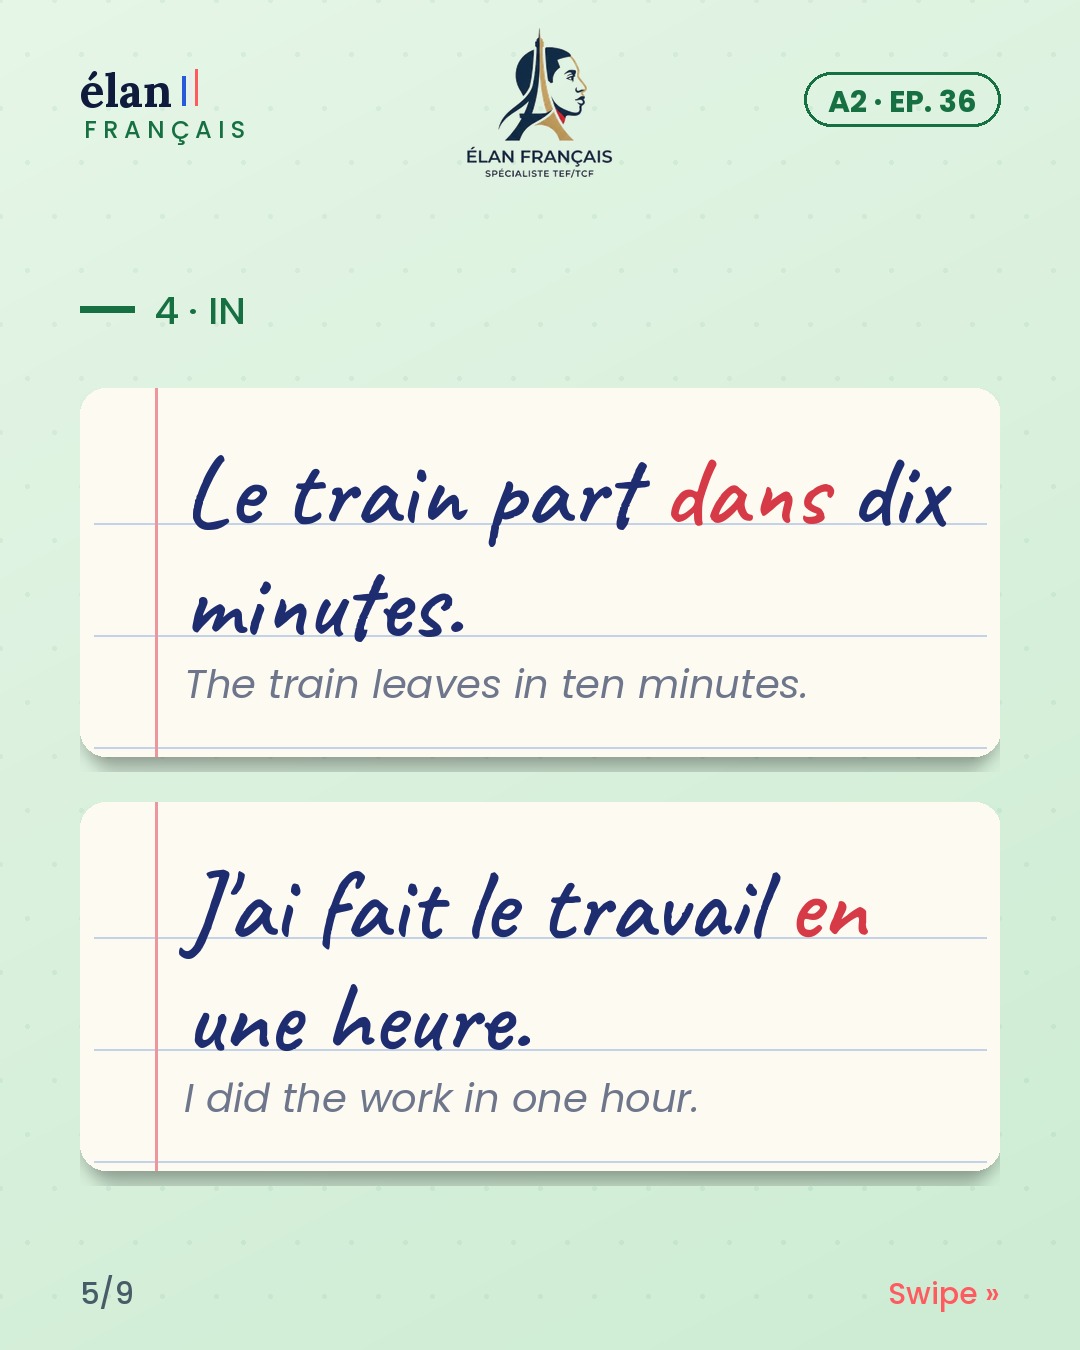 élan
FRANÇAIS
ÉLAN FRANÇAIS
SPÉCIALISTE TEF/TCF
A2 · EP. 36
4 · IN
Le train part dans dix
minutes.
The train leaves in ten minutes.
J'ai fait le travail en
une heure.
I did the work in one hour.
5/9
Swipe »